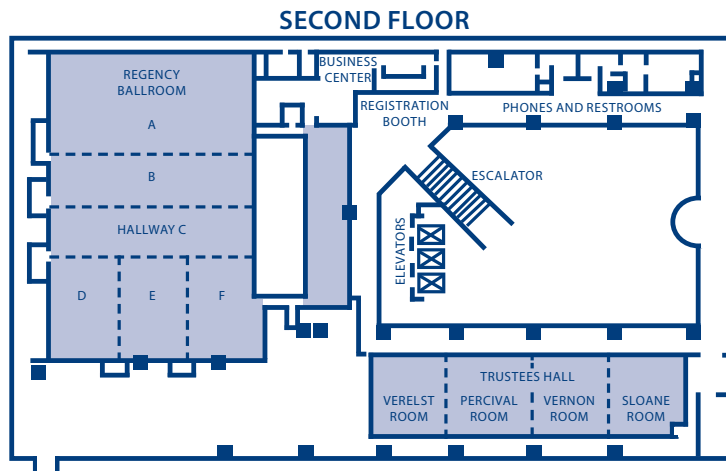 SECOND FLOOR
BUSINESS
CENTER
REGENCY
BALLROOM
A
REGISTRATION
BOOTH
PHONES AND RESTROOMS
B
ESCALATOR
HALLWAY C
ELEVATORS
D
E
F
TRUSTEES HALL
VERELST
ROOM
PERCIVAL
ROOM
VERNON
ROOM
SLOANE
ROOM